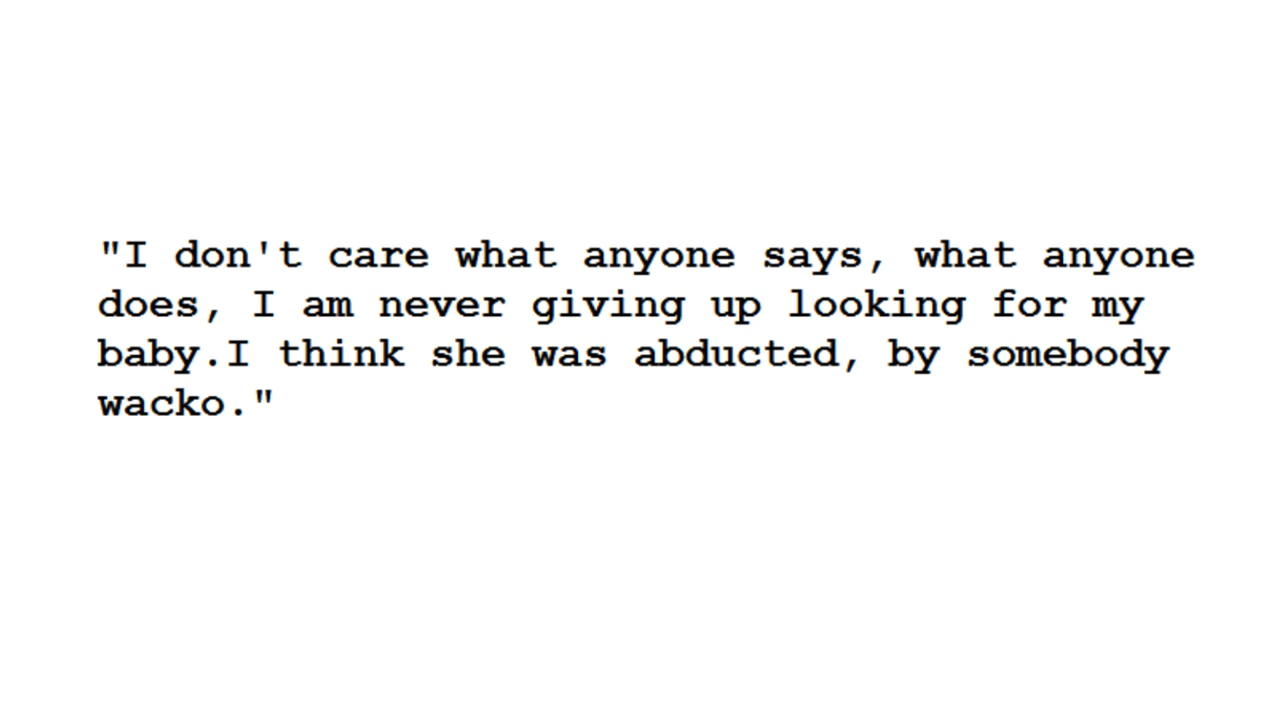 "I don't care what anyone says, what anyone
does, I am never giving up looking for my
baby.I think she was abducted, by somebody
wacko."